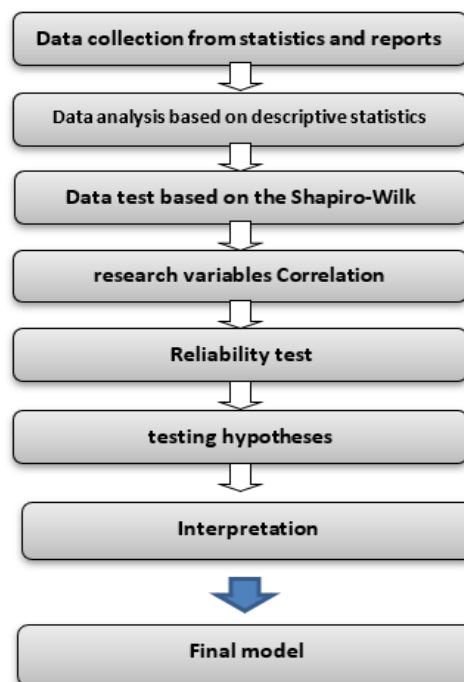 Data collection from statistics and reports
Data analysis based on descriptive statistics
Data test based on the Shapiro-Wilk
research variables Correlation
Reliability test
testing hypotheses
Interpretation
Final model